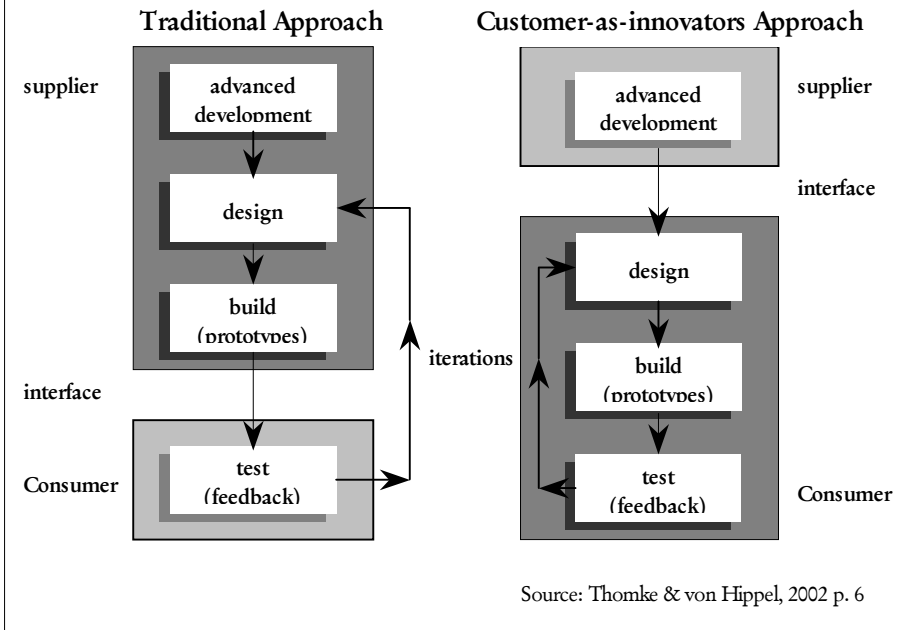 Traditional Approach
supplier
advanced
development
design
build
(prototypes)
interface
Consumer
test
(feedback)
iterations
Customer-as-innovators Approach
advanced
development
supplier
interface
design
build
(prototypes)
test
(feedback)
Consumer
Source: Thomke & von Hippel, 2002 p. 6